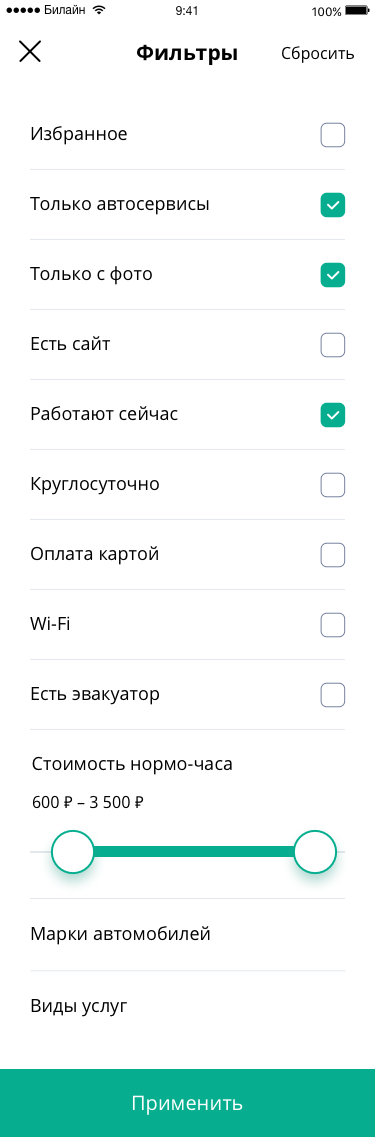 ●●●●● Билайн 9:41 100%
Фильтры Сбросить
Избранное
Только автосервисы
Только с фото
Есть сайт
Работают сейчас
Круглосуточно
Оплата картой
Wi-Fi
Есть эвакуатор
Стоимость нормо-часа
600 ₽ – 3 500 ₽
Марки автомобилей
Виды услуг
Применить